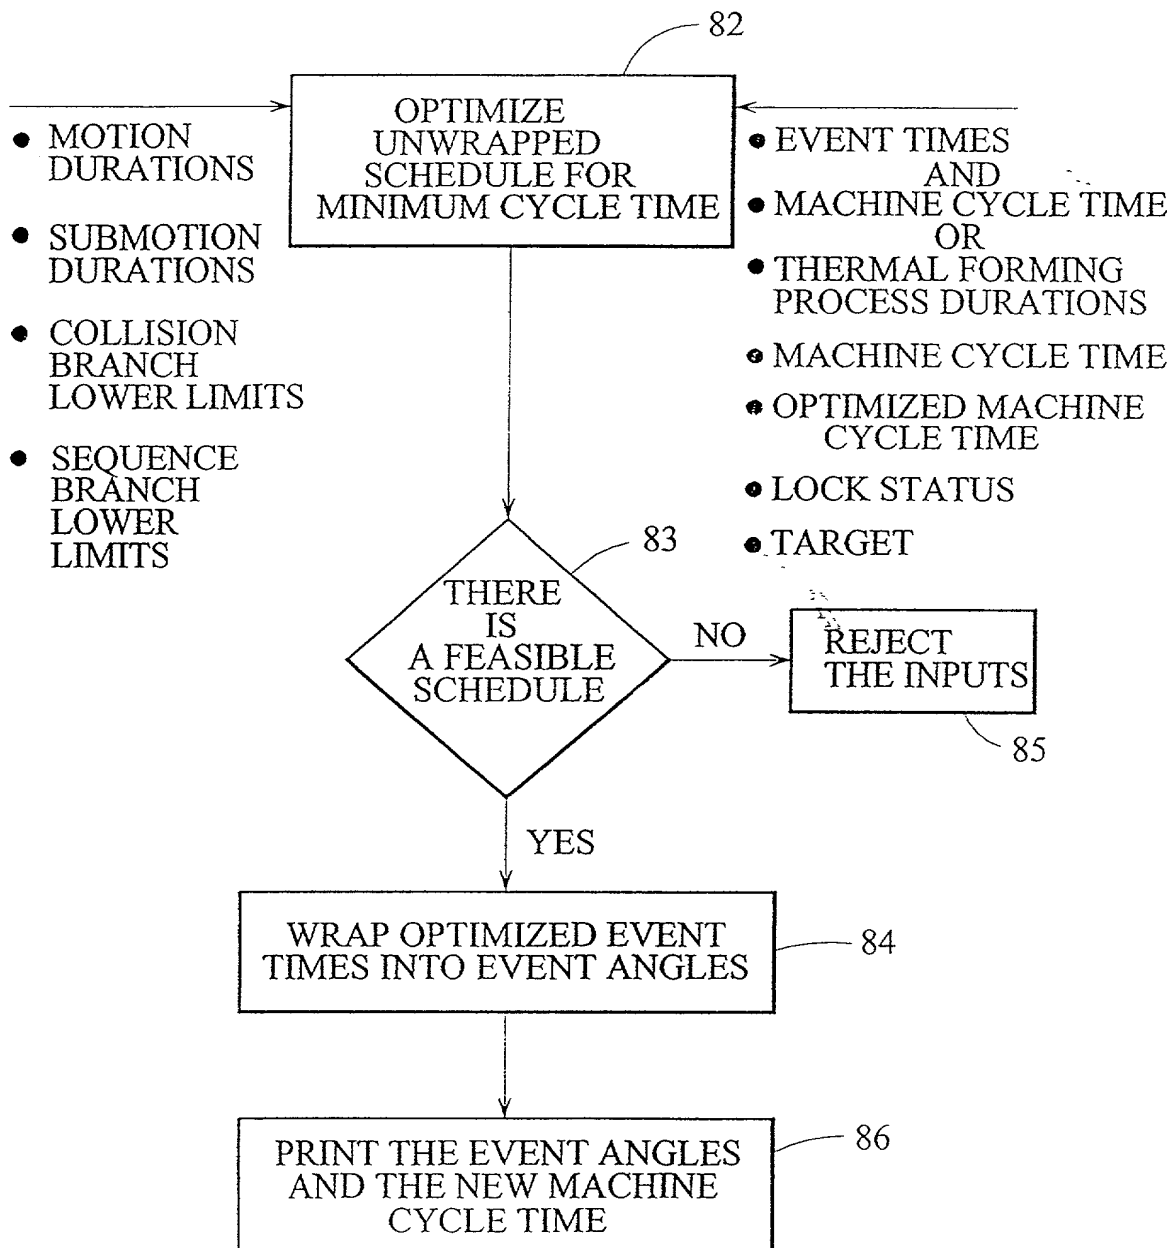 82
OPTIMIZE
UNWRAPPED
SCHEDULE FOR
MINIMUM CYCLE TIME
• MOTION
DURATIONS
• SUBMOTION
DURATIONS
• COLLISION
BRANCH
LOWER LIMITS
• SEQUENCE
BRANCH
LOWER
LIMITS
• EVENT TIMES
AND
• MACHINE CYCLE TIME
OR
• THERMAL FORMING
PROCESS DURATIONS
• MACHINE CYCLE TIME
• OPTIMIZED MACHINE
CYCLE TIME
• LOCK STATUS
• TARGET
83
THERE
IS
A FEASIBLE
SCHEDULE
NO
REJECT
THE INPUTS
85
YES
WRAP OPTIMIZED EVENT
TIMES INTO EVENT ANGLES
84
PRINT THE EVENT ANGLES
AND THE NEW MACHINE
CYCLE TIME
86